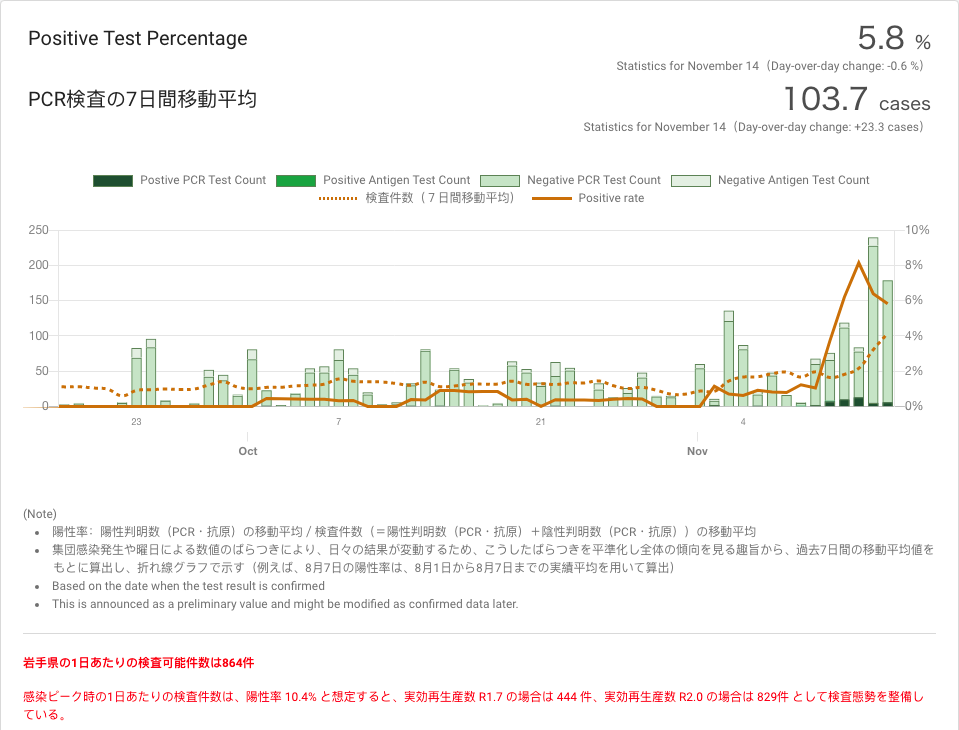 Positive Test Percentage
5.8 %
Statistics for November 14（Day-over-day change: -0.6 %）
PCR検査の7日間移動平均
103.7 cases
Statistics for November 14（Day-over-day change: +23.3 cases）
Postive PCR Test Count Positive Antigen Test Count Negative PCR Test Count Negative Antigen Test Count
検査件数（７日間移動平均） Positive rate
250 10%
200 8%
150 6%
100 4%
50 2%
0 0%
23 7 21 4
Oct Nov
(Note)
• 陽性率：陽性判明数（PCR・抗原）の移動平均 / 検査件数（＝陽性判明数（PCR・抗原）＋陰性判明数（PCR・抗原））の移動平均
• 集団感染発生や曜日による数値のばらつきにより、日々の結果が変動するため、こうしたばらつきを平準化し全体の傾向を見る趣旨から、過去7日間の移動平均値を
もとに算出し、折れ線グラフで示す（例えば、8月7日の陽性率は、8月1日から8月7日までの実績平均を用いて算出）
• Based on the date when the test result is confirmed
• This is announced as a preliminary value and might be modified as confirmed data later.
岩手県の1日あたりの検査可能件数は864件
感染ピーク時の1日あたりの検査件数は、陽性率 10.4% と想定すると、実効再生産数 R1.7 の場合は 444 件、実効再生産数 R2.0 の場合は 829件 として検査態勢を整備し
ている。